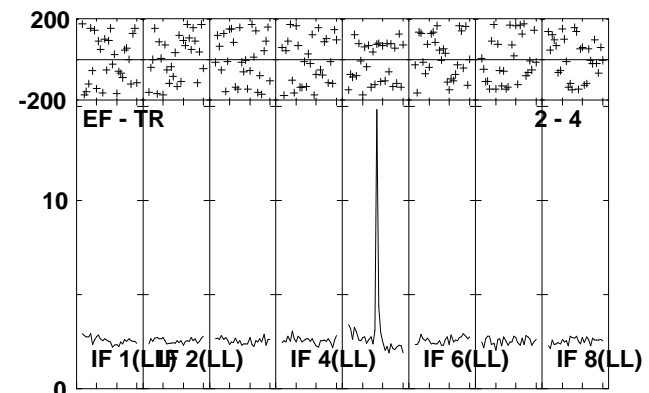 200
-200
EF - TR 2 - 4
10
IF 1(LL) IF 2(LL) IF 4(LL) IF 6(LL) IF 8(LL)
0